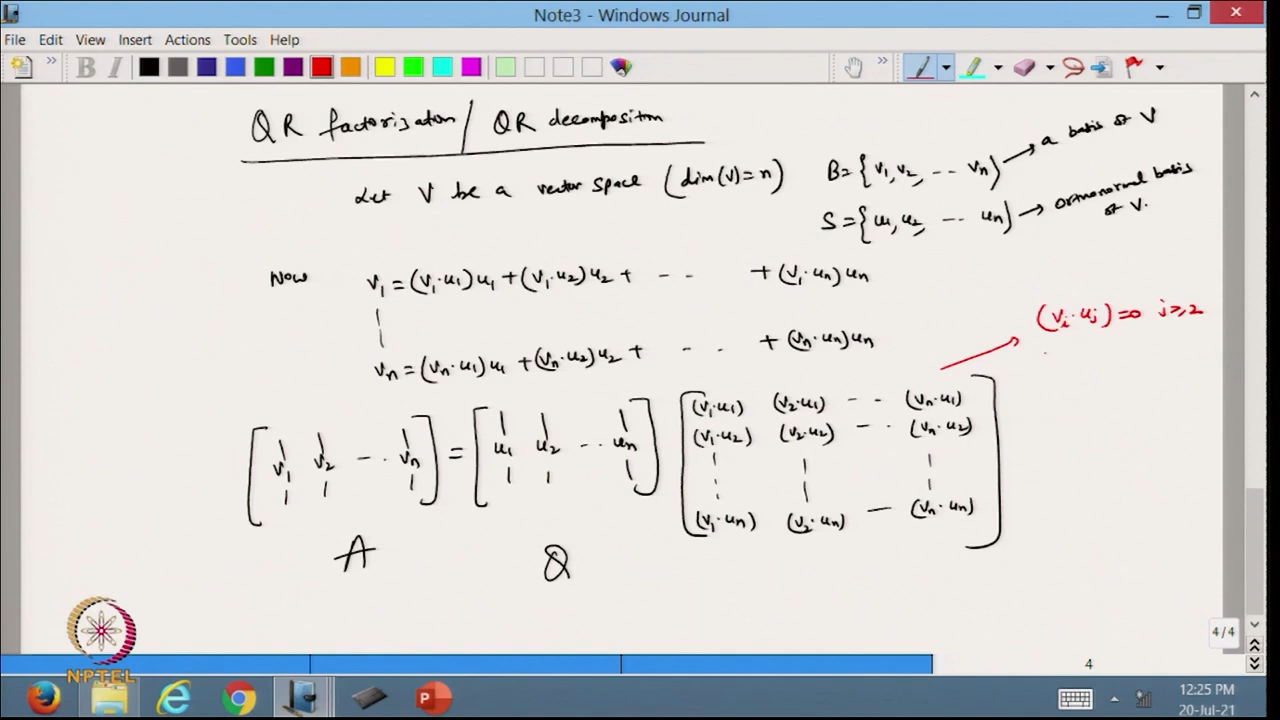 Note3 - Windows Journal
File Edit View Insert Actions Tools Help
QR factorisation / QR decomposition
Let V be a vector space (dim(V)=n) B={v1, v2, -- vn} → a basis of V
S={u1, u2, -- un} → orthonormal basis
of V.
Now v1=(v1·u1)u1+(v1·u2)u2+ -- +(v1·un)un
(vi·uj)=0 j≥2
vn=(vn·u1)u1+(vn·u2)u2+ -- +(vn·un)un
(v1·u1) (v2·u1) -- (vn·u1)
(v1·u2) (v2·u2) -- (vn·u2)
[v1 v2 -- vn] = [u1 u2 -- un]
(v1·un) (v2·un) — (vn·un)
A Q
NPTEL
4/4
4
12:25 PM
20-Jul-21